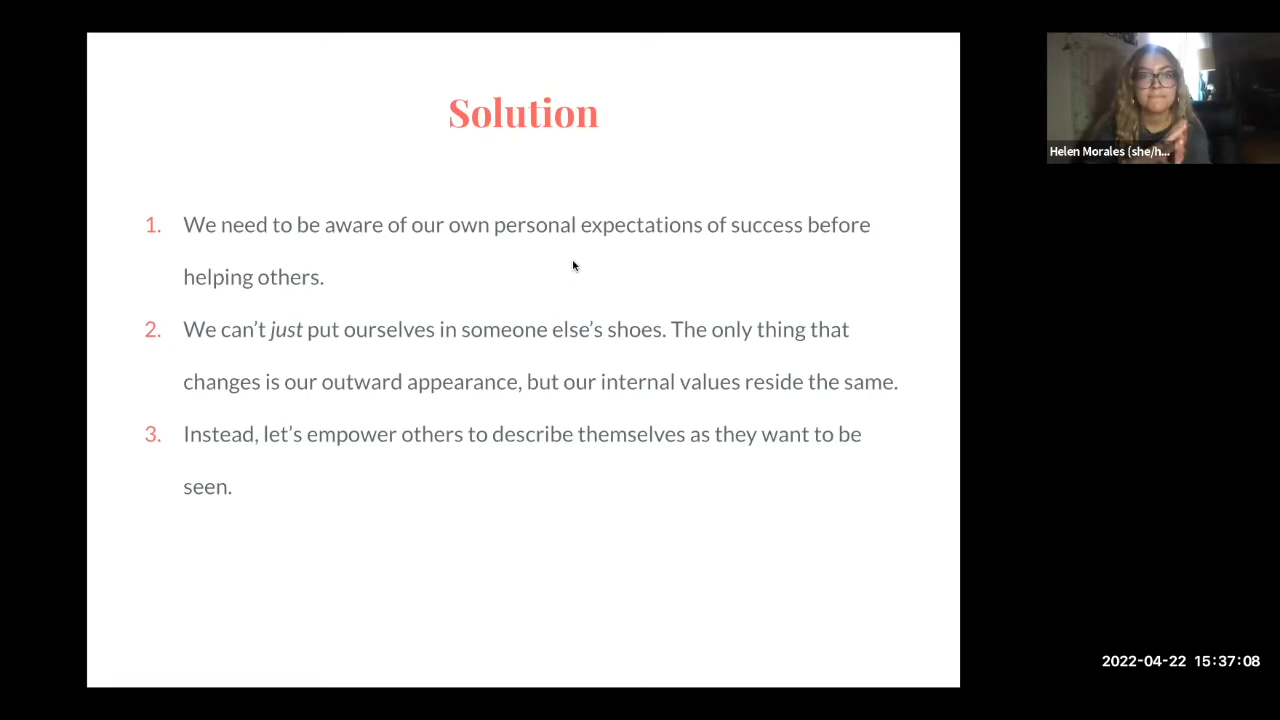 Solution
1. We need to be aware of our own personal expectations of success before
helping others.
2. We can't just put ourselves in someone else's shoes. The only thing that
changes is our outward appearance, but our internal values reside the same.
3. Instead, let's empower others to describe themselves as they want to be
seen.
Helen Morales (she/h...
2022-04-22 15:37:08